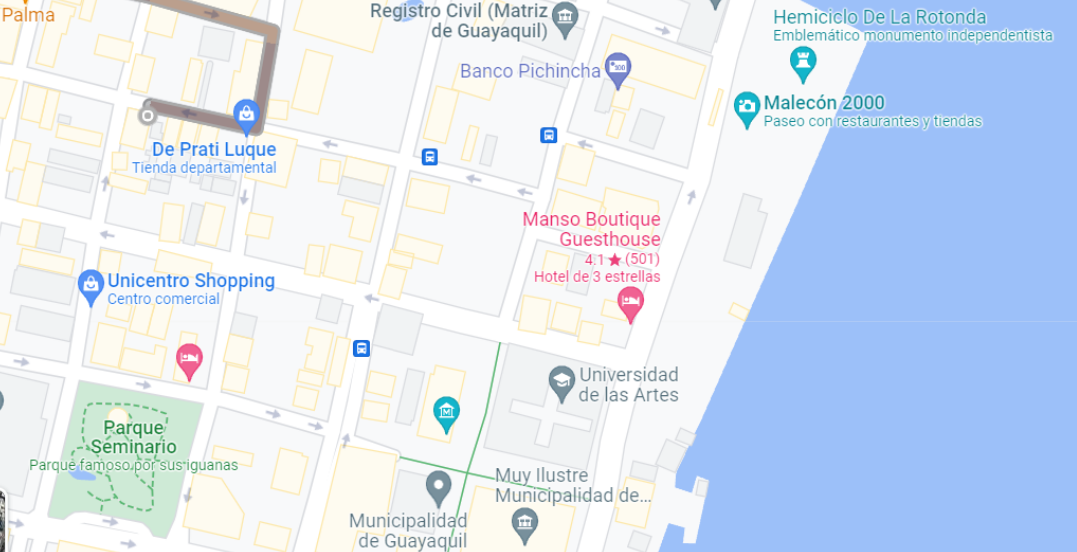 Palma
Registro Civil (Matriz
de Guayaquil)
Hemiciclo De La Rotonda
Emblemático monumento independentista
Banco Pichincha
Malecón 2000
Paseo con restaurantes y tiendas
De Prati Luque
Tienda departamental
Manso Boutique
Guesthouse
4.1★(501)
Hotel de 3 estrellas
Unicentro Shopping
Centro comercial
Universidad
de las Artes
Parque
Seminario
Parque famoso por sus iguanas
Muy Ilustre
Municipalidad de...
Municipalidad
de Guayaquil